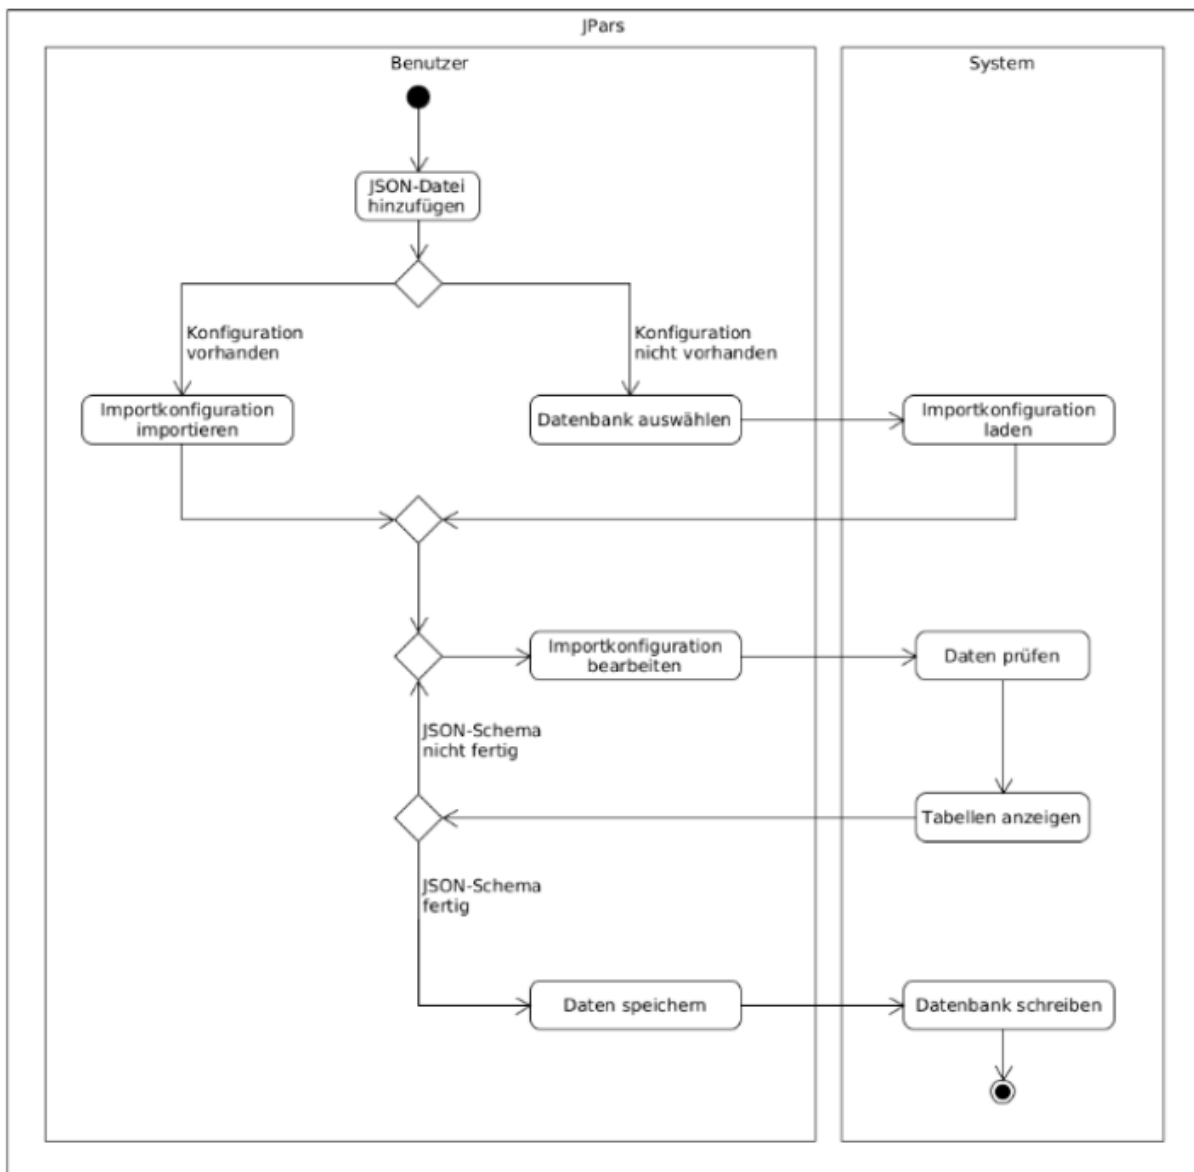 JPars
Benutzer
System
JSON-Datei
hinzufügen
Konfiguration
vorhanden
Konfiguration
nicht vorhanden
Importkonfiguration
importieren
Datenbank auswählen
Importkonfiguration
laden
Importkonfiguration
bearbeiten
Daten prüfen
JSON-Schema
nicht fertig
Tabellen anzeigen
JSON-Schema
fertig
Daten speichern
Datenbank schreiben